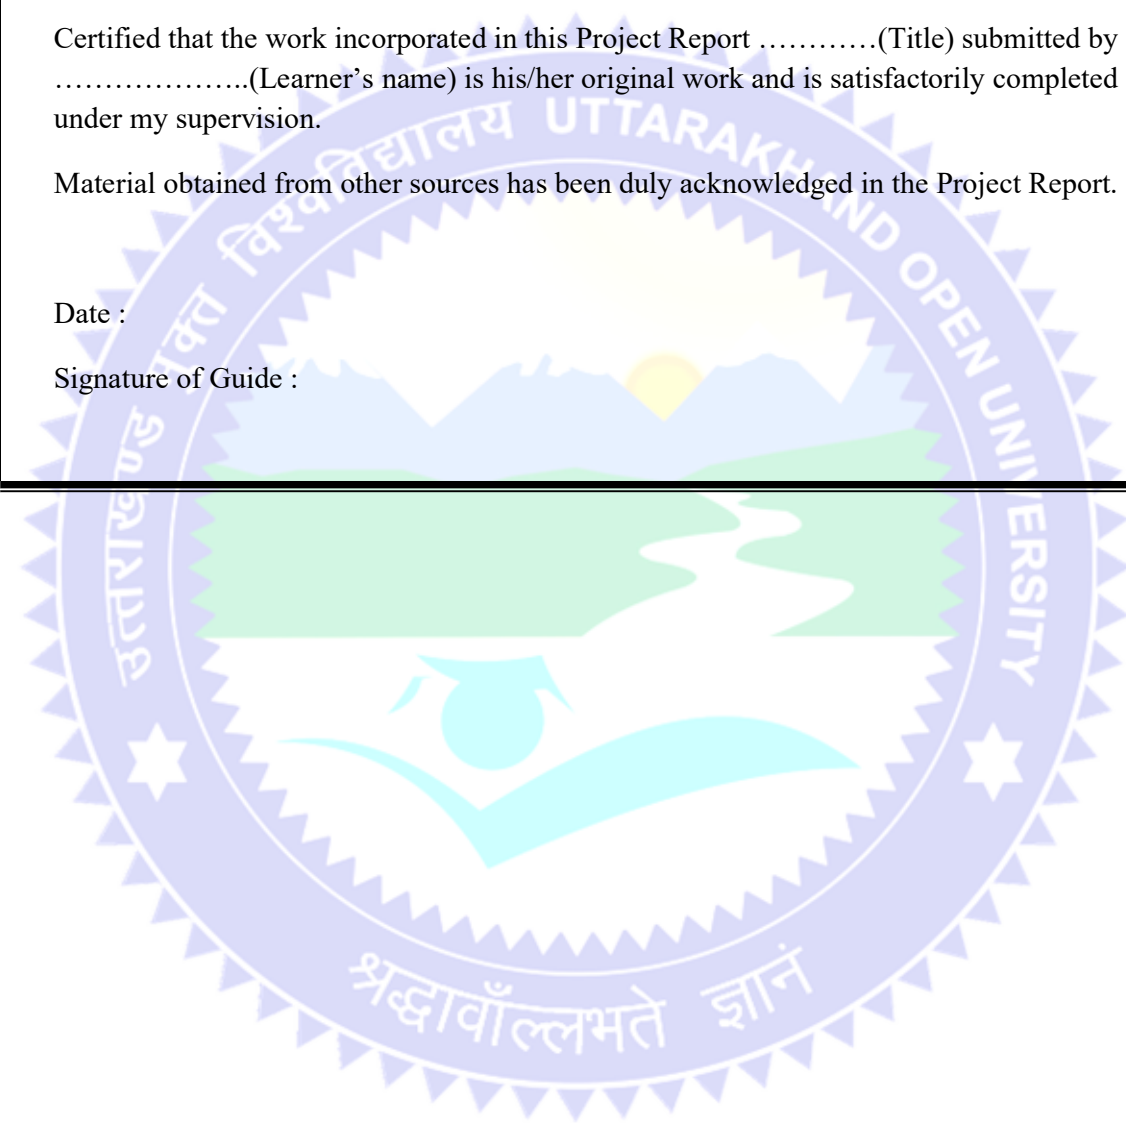 Certified that the work incorporated in this Project Report …………(Title) submitted by
………………..(Learner’s name) is his/her original work and is satisfactorily completed
under my supervision.
Material obtained from other sources has been duly acknowledged in the Project Report.
Date :
Signature of Guide :
उत्तराखण्ड मुक्त विश्वविद्यालय UTTARAKHAND OPEN UNIVERSITY
श्रद्धावाँल्लभते ज्ञानं